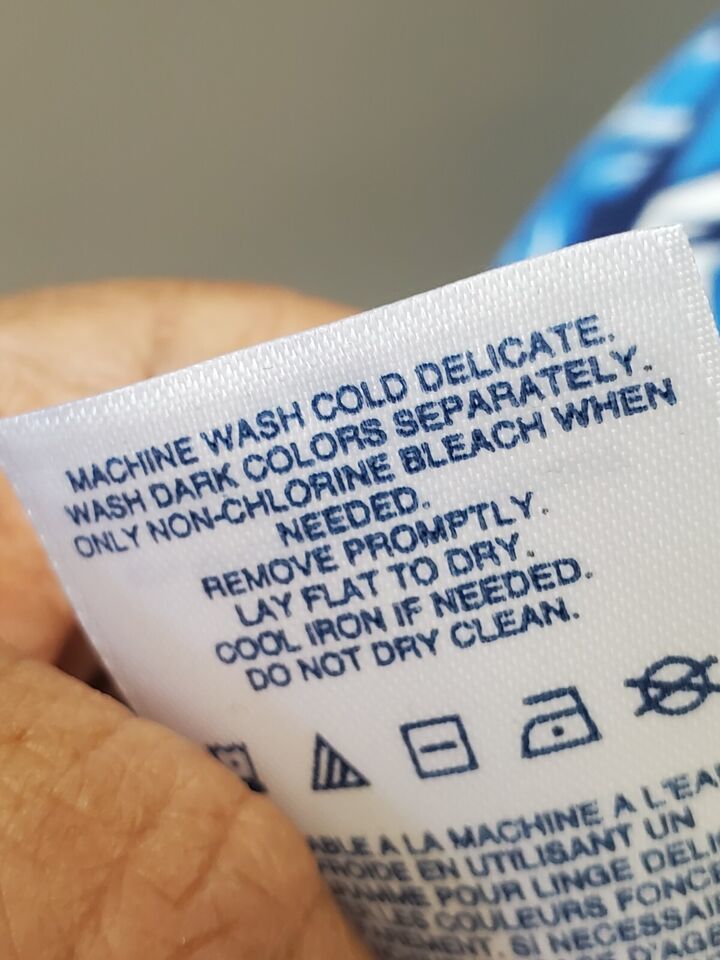 MACHINE WASH COLD DELICATE.
WASH DARK COLORS SEPARATELY.
ONLY NON-CHLORINE BLEACH WHEN
NEEDED.
REMOVE PROMPTLY.
LAY FLAT TO DRY.
COOL IRON IF NEEDED.
DO NOT DRY CLEAN.
A LA MACHINE A
EN UTILISANT UN
POUR LINGE
LES COULEURS
SI